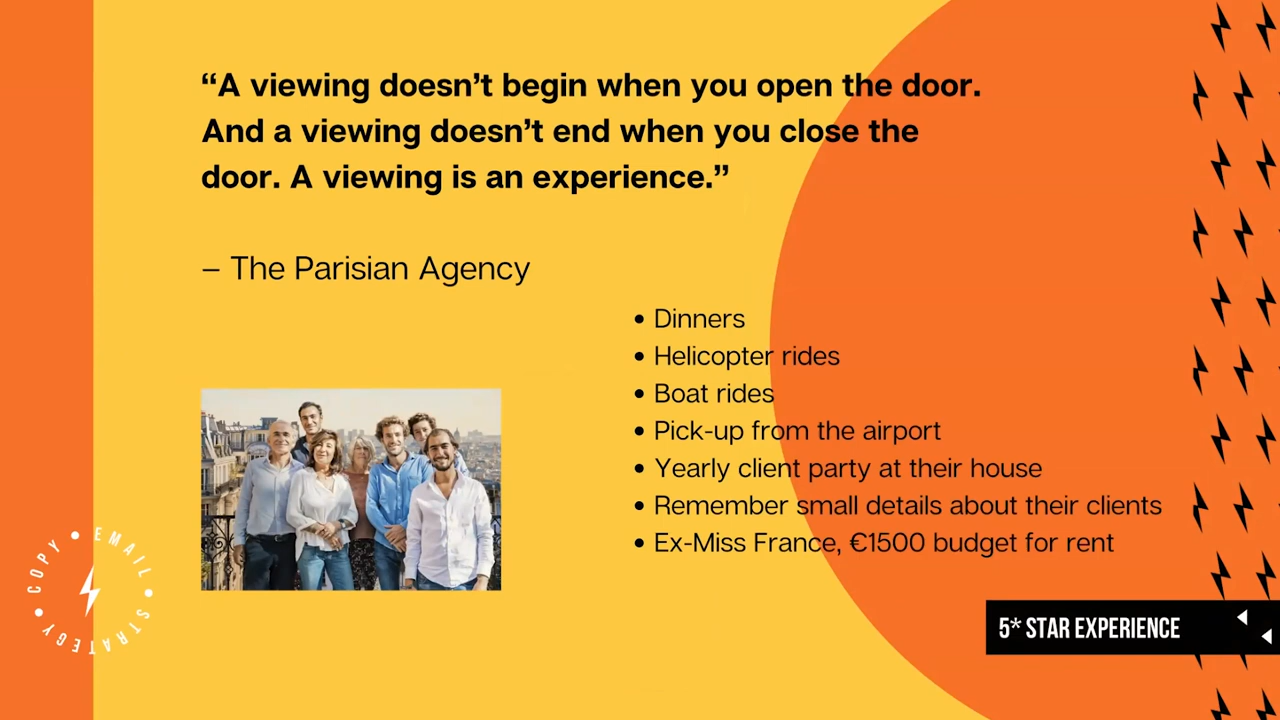 “A viewing doesn’t begin when you open the door.
And a viewing doesn’t end when you close the
door. A viewing is an experience.”
– The Parisian Agency
• Dinners
• Helicopter rides
• Boat rides
• Pick-up from the airport
• Yearly client party at their house
• Remember small details about their clients
• Ex-Miss France, €1500 budget for rent
COPY • EMAIL • STRATEGY •
5* STAR EXPERIENCE